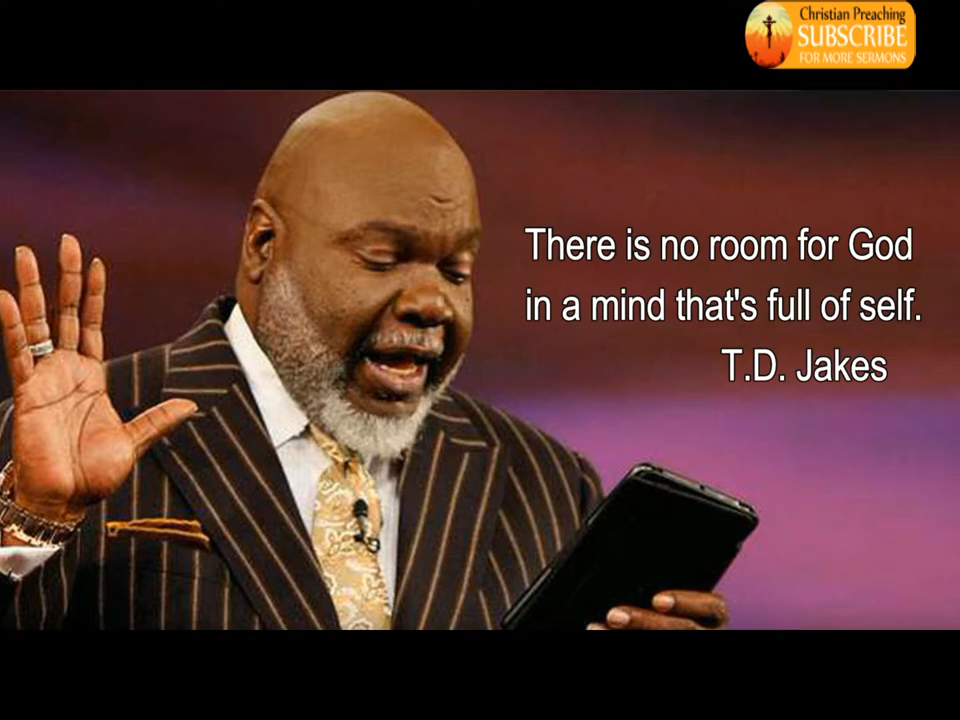 Christian Preaching
SUBSCRIBE
FOR MORE SERMONS
There is no room for God
in a mind that's full of self.
T.D. Jakes